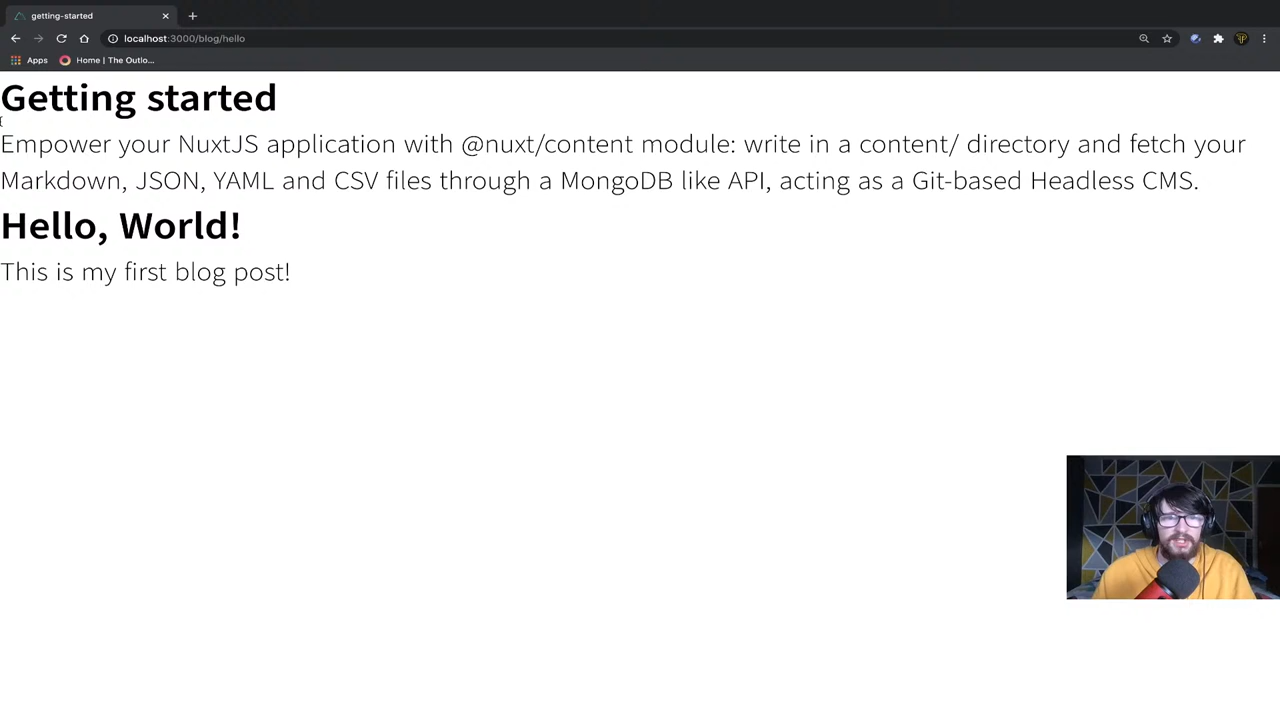 getting-started
localhost:3000/blog/hello
Apps
Home | The Outlo...
Getting started
Empower your NuxtJS application with @nuxt/content module: write in a content/ directory and fetch your
Markdown, JSON, YAML and CSV files through a MongoDB like API, acting as a Git-based Headless CMS.
Hello, World!
This is my first blog post!